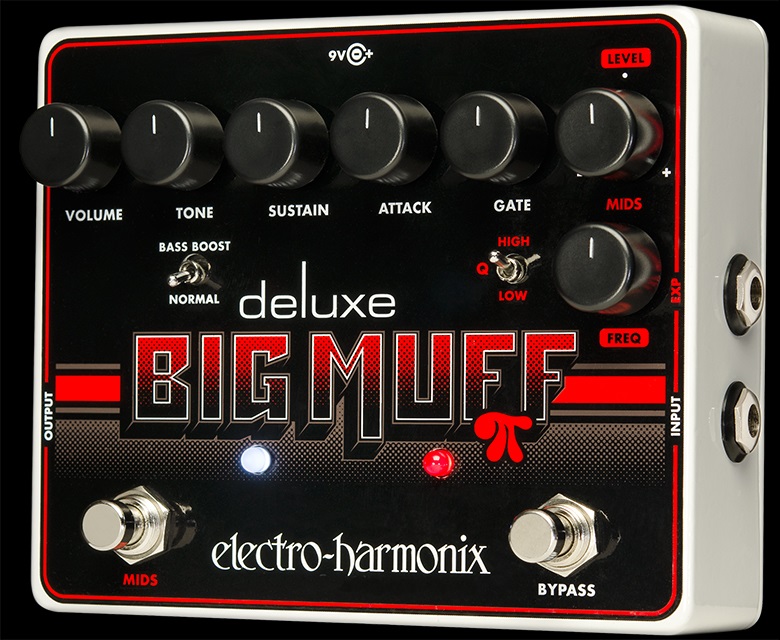 9V
LEVEL
VOLUME
TONE
SUSTAIN
ATTACK
GATE
- +
MIDS
BASS BOOST
NORMAL
HIGH
Q
LOW
EXP
FREQ
deluxe
BIG MUFF
π
OUTPUT
INPUT
electro-harmonix
MIDS
BYPASS